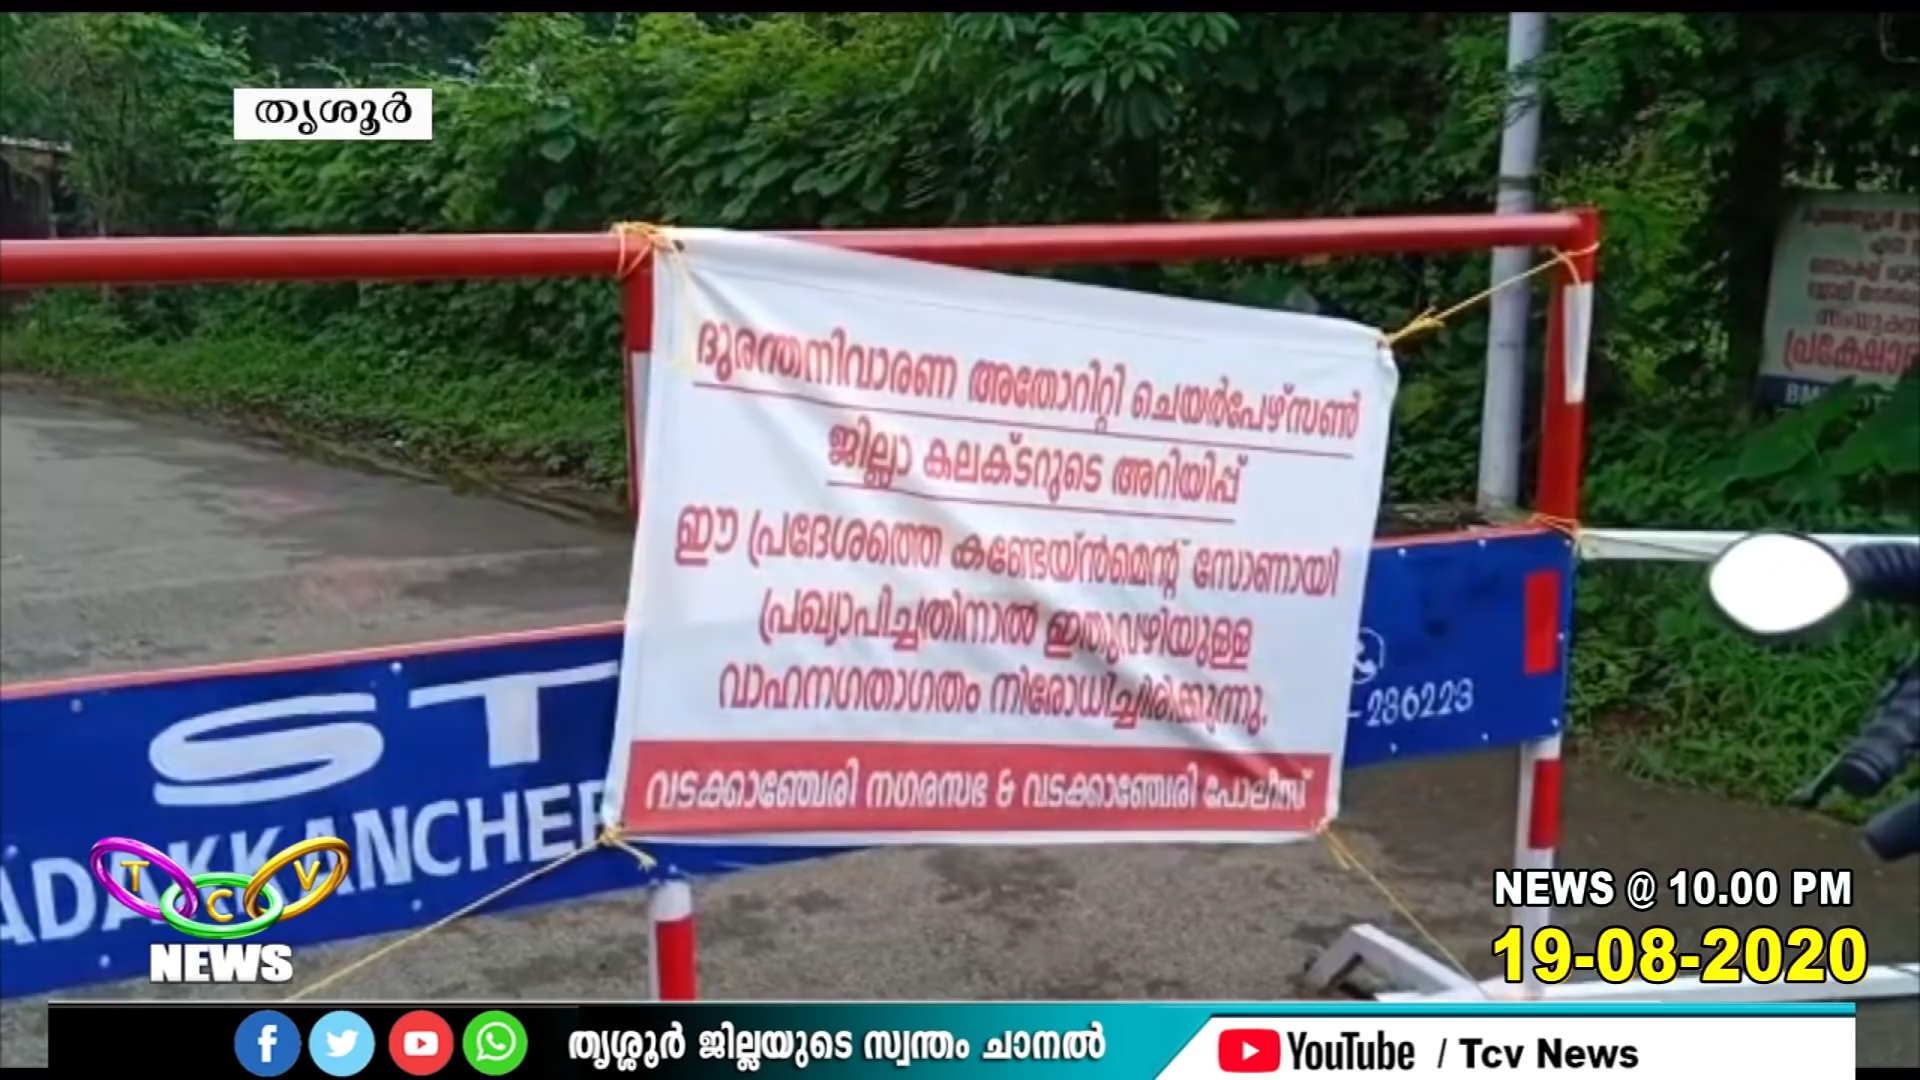 തൃശൂർ
ദുരന്തനിവാരണ അതോറിറ്റി ചെയർപേഴ്സൺ
ജില്ലാ കലക്ടറുടെ അറിയിപ്പ്
ഈ പ്രദേശത്തെ കണ്ടേയ്ൻമെന്റ് സോണായി
പ്രഖ്യാപിച്ചതിനാൽ ഇതുവഴിയുള്ള
വാഹനഗതാഗതം നിരോധിച്ചിരിക്കുന്നു.
വടക്കാഞ്ചേരി നഗരസഭ & വടക്കാഞ്ചേരി പോലീസ്
പ്രക്ഷോഭ
ST
ADAKKANCHER
-236223
T C V
NEWS
NEWS @ 10.00 PM
19-08-2020
തൃശ്ശൂർ ജില്ലയുടെ സ്വന്തം ചാനൽ
YouTube / Tcv News